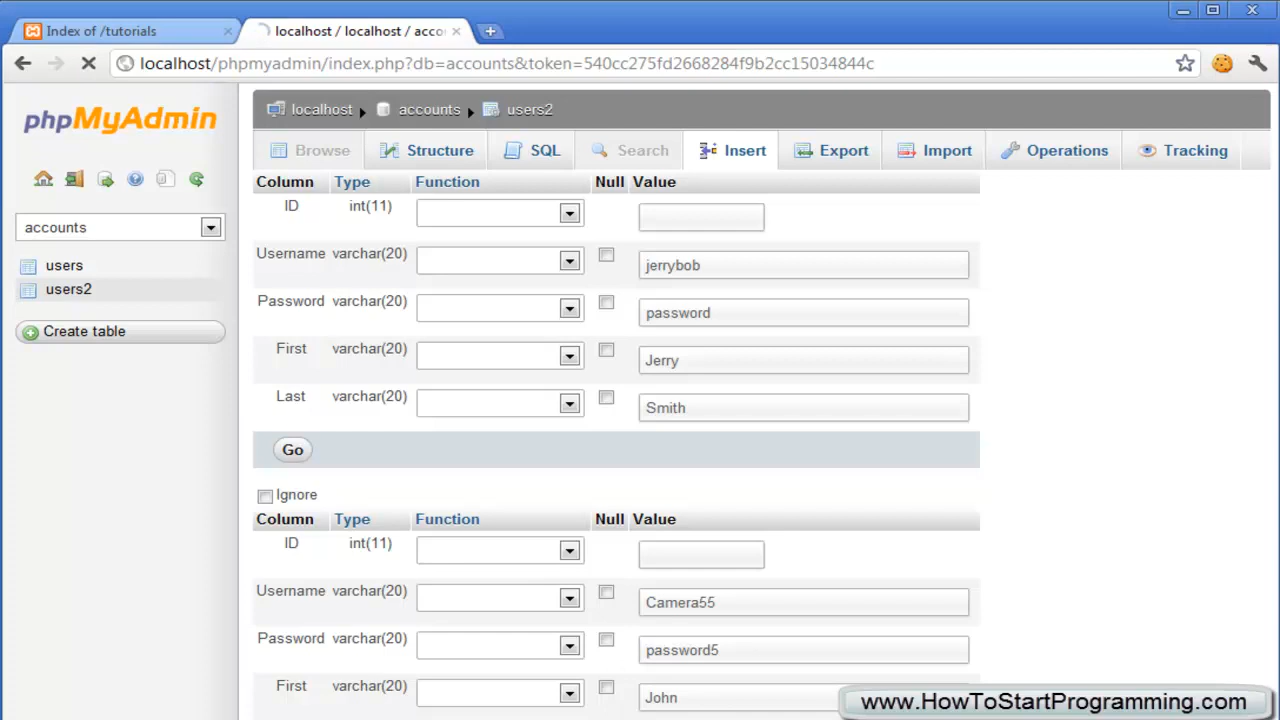 Index of /tutorials
localhost / localhost / acco
localhost/phpmyadmin/index.php?db=accounts&token=540cc275fd2668284f9b2cc15034844c
phpMyAdmin
localhost accounts users2
Browse Structure SQL Search Insert Export Import Operations Tracking
accounts
users
users2
Create table
Column Type Function Null Value
ID int(11)
Username varchar(20) jerrybob
Password varchar(20) password
First varchar(20) Jerry
Last varchar(20) Smith
Go
Ignore
Column Type Function Null Value
ID int(11)
Username varchar(20) Camera55
Password varchar(20) password5
First varchar(20) John
www.HowToStartProgramming.com